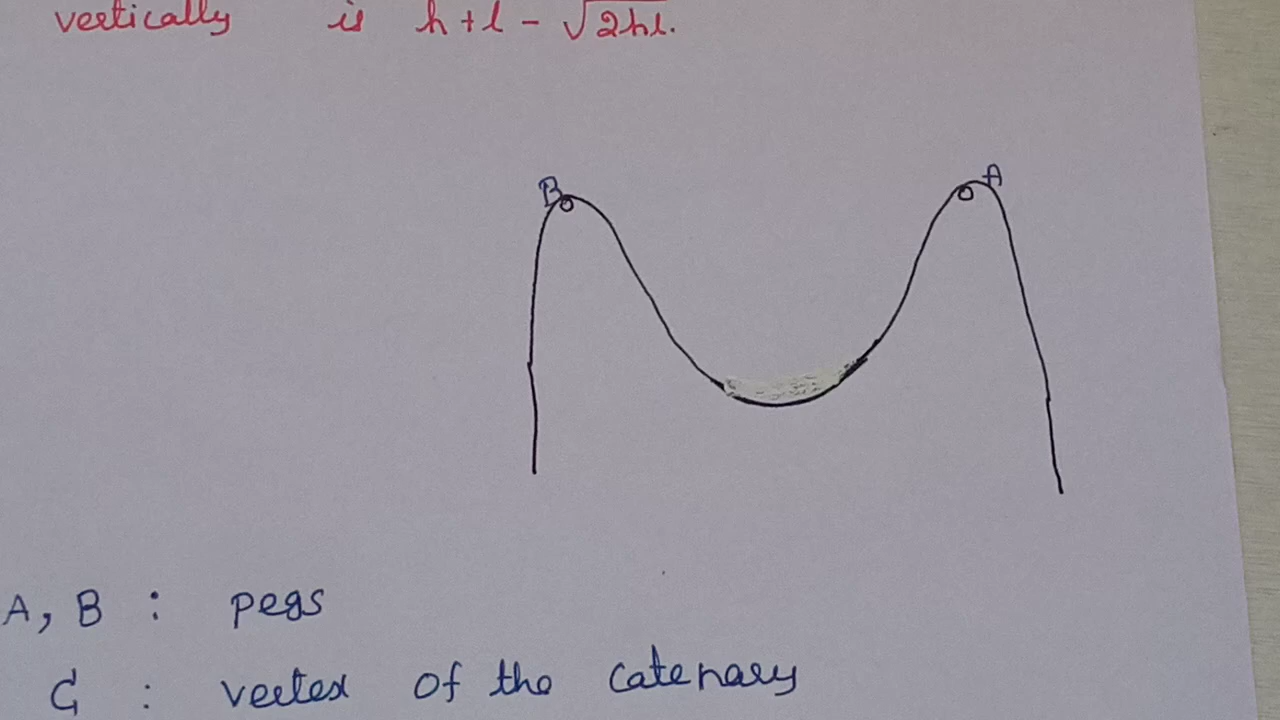 vertically is h + l - √2hl.
B A
A, B : pegs
C : vertex of the catenary